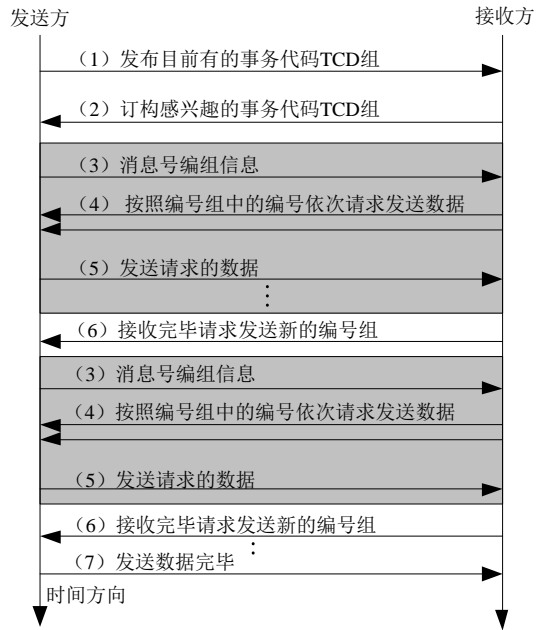 发送方
接收方
（1）发布目前有的事务代码TCD组
（2）订构感兴趣的事务代码TCD组
（3）消息号编组信息
（4） 按照编号组中的编号依次请求发送数据
（5）发送请求的数据
（6）接收完毕请求发送新的编号组
（3）消息号编组信息
（4）按照编号组中的编号依次请求发送数据
（5）发送请求的数据
（6）接收完毕请求发送新的编号组
（7）发送数据完毕
时间方向